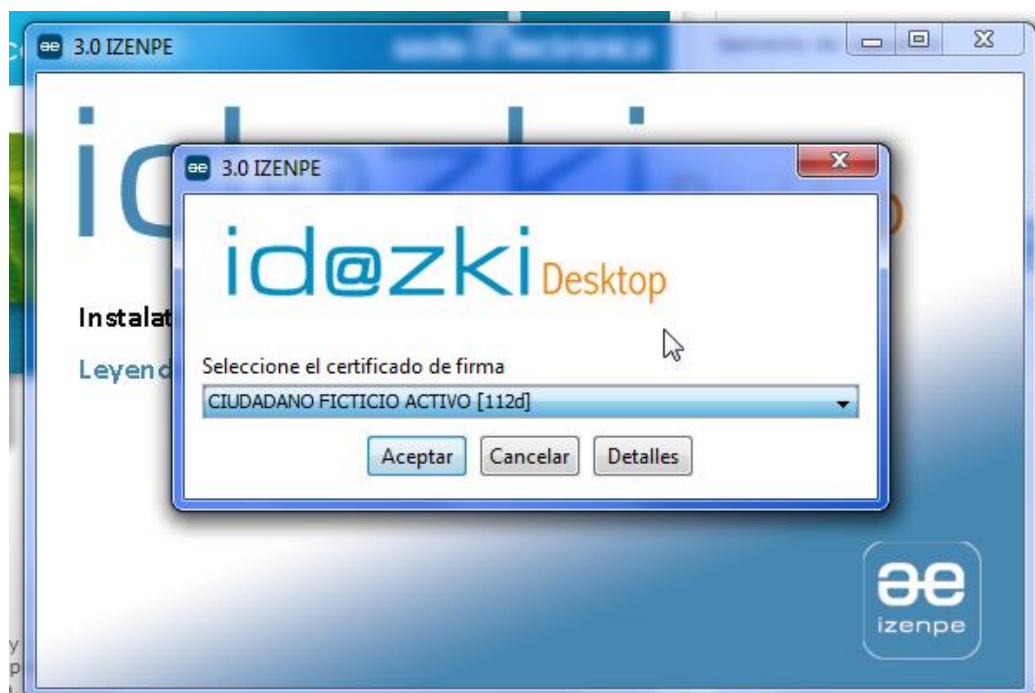 3.0 IZENPE
3.0 IZENPE
id@zki Desktop
Instalat
Leyend
Seleccione el certificado de firma
CIUDADANO FICTICIO ACTIVO [112d]
Aceptar Cancelar Detalles
izenpe